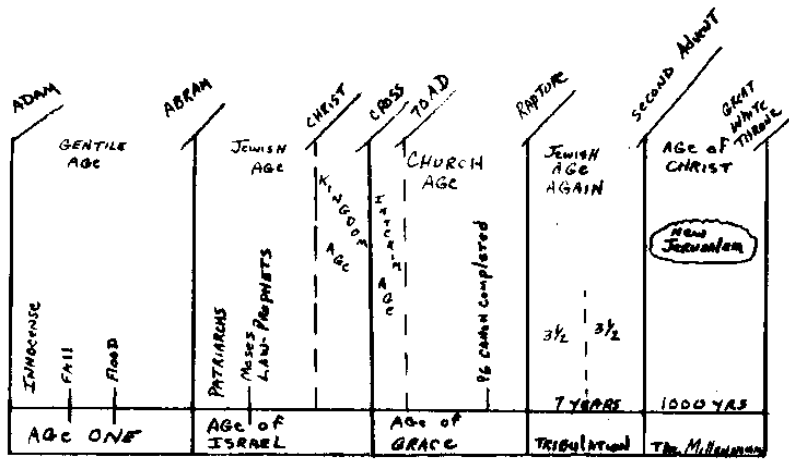 ADAM
ABRAM
CHRIST
CROSS
70 A.D
RAPTURE
SECOND ADVENT
GREAT
WHITE
THRONE
GENTILE
AGE
JEWISH
AGE
KINGDOM
AGE
INTERIM
AGE
CHURCH
AGE
JEWISH
AGE
AGAIN
AGE of
CHRIST
NEW
JERUSALEM
INNOCENSE
FALL
FLOOD
PATRIARCHS
MOSES
LAW-PROPHETS
96 CANON COMPLETED
3½
3½
7 YEARS
1000 YRS
AGE ONE
AGE of
ISRAEL
AGE of
GRACE
TRIBULATION
The Millennium